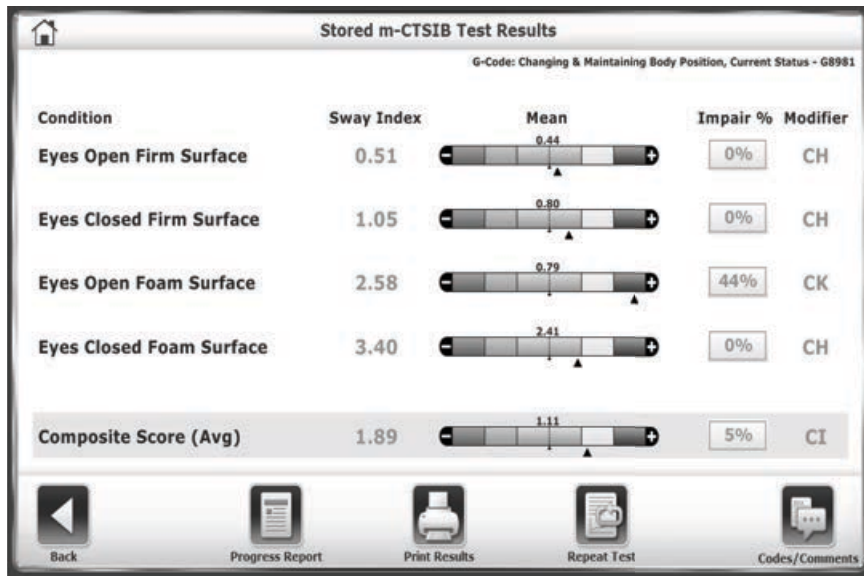 Stored m-CTSIB Test Results
G-Code: Changing & Maintaining Body Position, Current Status - G8981
Condition Sway Index Mean Impair % Modifier
0.44
Eyes Open Firm Surface 0.51 - + 0% CH
0.80
Eyes Closed Firm Surface 1.05 - + 0% CH
0.79
Eyes Open Foam Surface 2.58 - + 44% CK
2.41
Eyes Closed Foam Surface 3.40 - + 0% CH
1.11
Composite Score (Avg) 1.89 - + 5% CI
Back Progress Report Print Results Repeat Test Codes/Comments